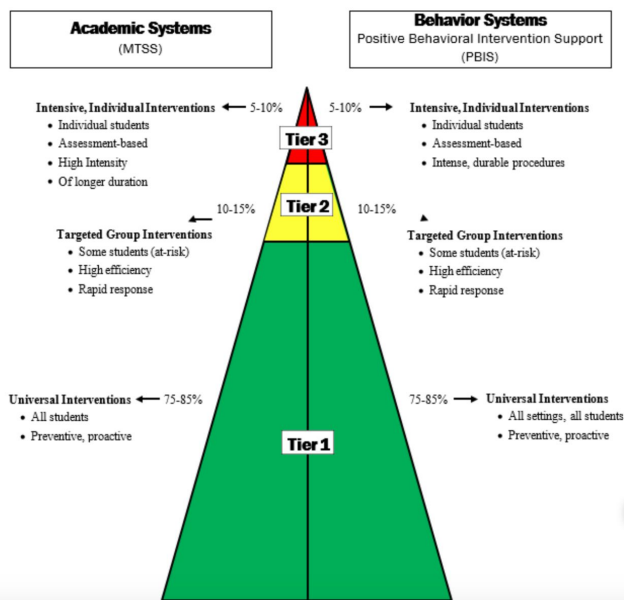 Academic Systems
(MTSS)
Behavior Systems
Positive Behavioral Intervention Support
(PBIS)
Intensive, Individual Interventions
5-10%
• Individual students
• Assessment-based
• High Intensity
• Of longer duration
5-10%
Intensive, Individual Interventions
• Individual students
• Assessment-based
• Intense, durable procedures
Tier 3
10-15%
Targeted Group Interventions
• Some students (at-risk)
• High efficiency
• Rapid response
Tier 2
10-15%
Targeted Group Interventions
• Some students (at-risk)
• High efficiency
• Rapid response
Universal Interventions
75-85%
• All students
• Preventive, proactive
75-85%
Universal Interventions
• All settings, all students
• Preventive, proactive
Tier 1